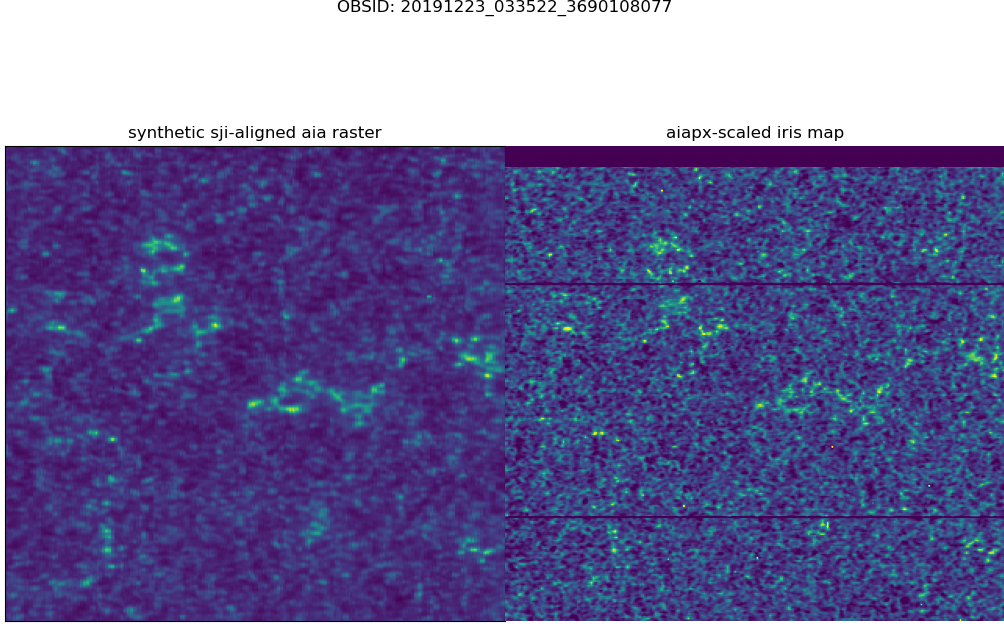 OBSID: 20191223_033522_3690108077
synthetic sji-aligned aia raster
aiapx-scaled iris map